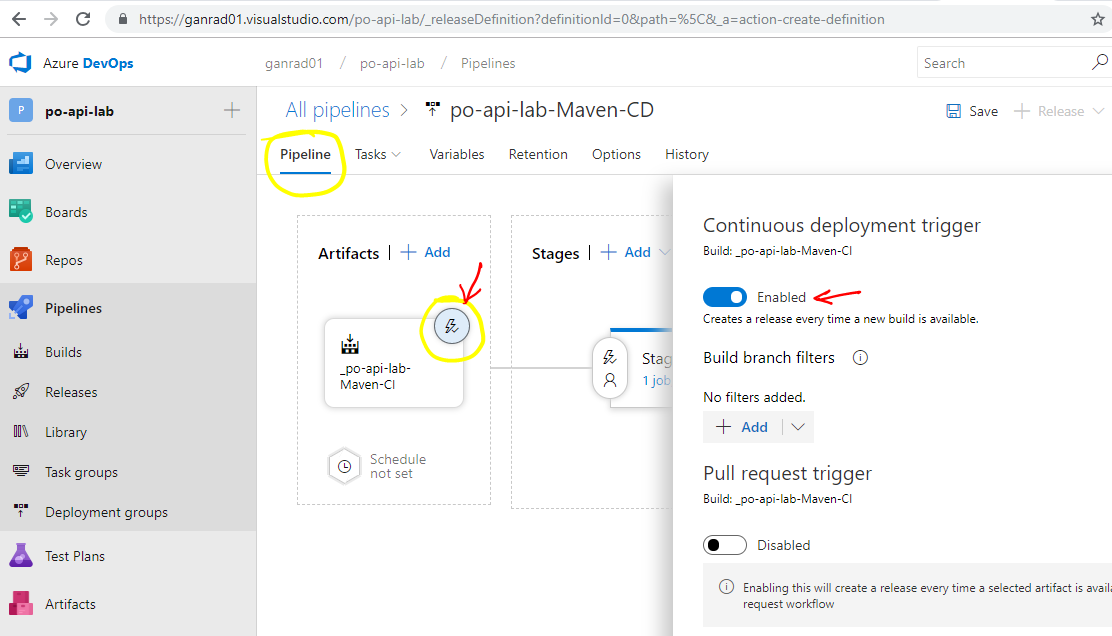 https://ganrad01.visualstudio.com/po-api-lab/_releaseDefinition?definitionId=0&path=%5C&_a=action-create-definition
Azure DevOps
ganrad01 / po-api-lab / Pipelines
Search
P
po-api-lab
Overview
Boards
Repos
Pipelines
Builds
Releases
Library
Task groups
Deployment groups
Test Plans
Artifacts
All pipelines > po-api-lab-Maven-CD
Save
Release
Pipeline
Tasks
Variables
Retention
Options
History
Artifacts | + Add
_po-api-lab-
Maven-CI
Schedule
not set
Stages | + Add
Stag
1 job
Continuous deployment trigger
Build: _po-api-lab-Maven-CI
Enabled
Creates a release every time a new build is available.
Build branch filters
No filters added.
+ Add
Pull request trigger
Build: _po-api-lab-Maven-CI
Disabled
Enabling this will create a release every time a selected artifact is availa
request workflow